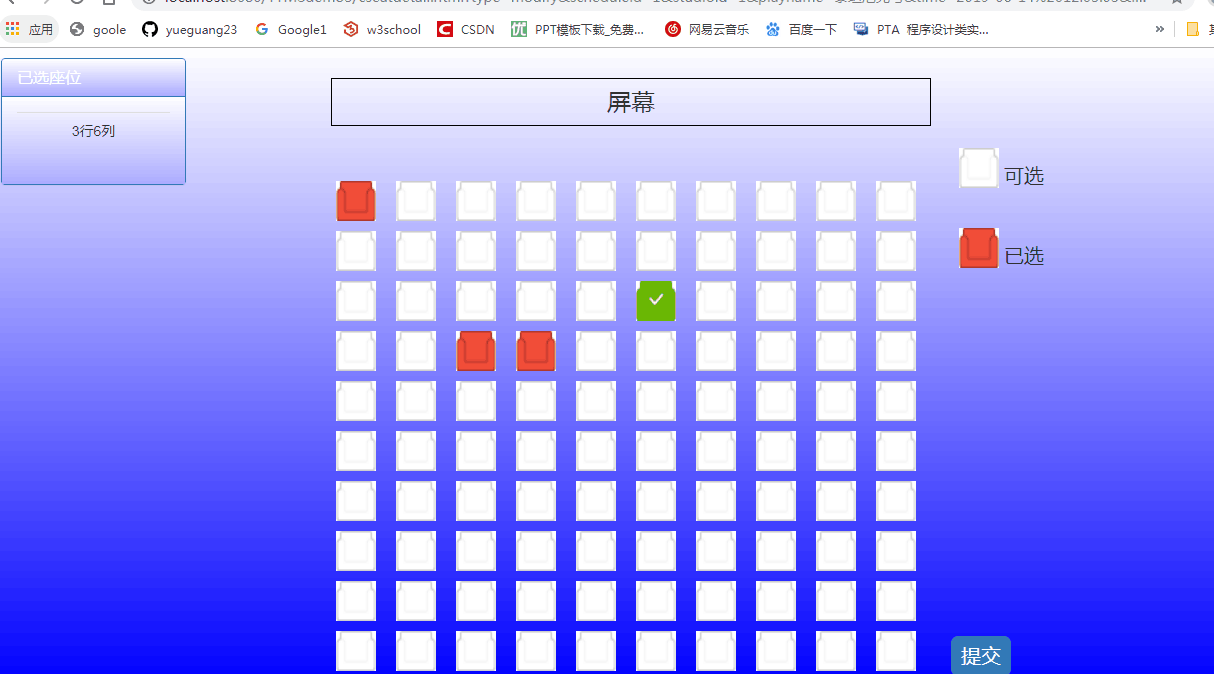 应用 goole yueguang23 Google1 w3school CSDN PPT模板下载_免费... 网易云音乐 百度一下 PTA 程序设计类实... »
已选座位
3行6列
屏幕
可选
已选
提交